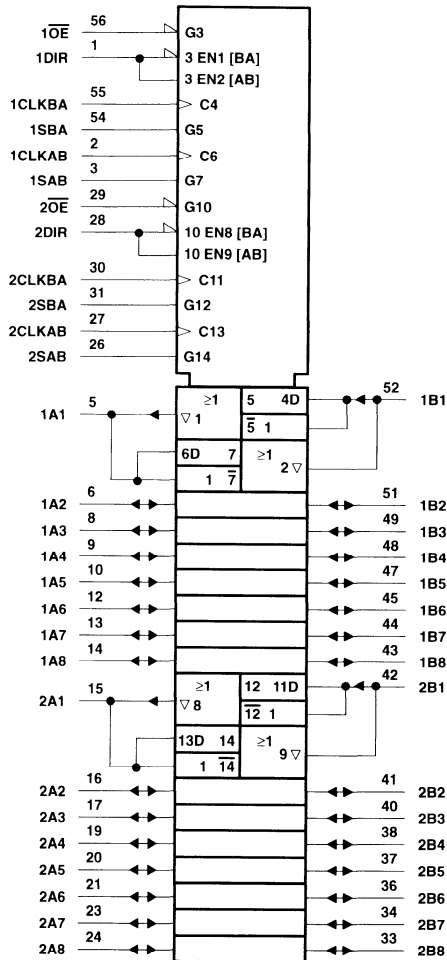 56
1O̅E̅ G3
1
1DIR 3 EN1 [BA]
3 EN2 [AB]
55
1CLKBA C4
54
1SBA G5
2
1CLKAB C6
3
1SAB G7
29
2O̅E̅ G10
28
2DIR 10 EN8 [BA]
10 EN9 [AB]
30
2CLKBA C11
31
2SBA G12
27
2CLKAB C13
26
2SAB G14
5 ≥1 5 4D 52
1A1 ▽ 1 5̅ 1 1B1
6D 7 ≥1
1 7̅ 2 ▽
6 51
1A2 1B2
8 49
1A3 1B3
9 48
1A4 1B4
10 47
1A5 1B5
12 45
1A6 1B6
13 44
1A7 1B7
14 43
1A8 1B8
15 ≥1 12 11D 42
2A1 ▽ 8 1̅2̅ 1 2B1
13D 14 ≥1
1 1̅4̅ 9 ▽
16 41
2A2 2B2
17 40
2A3 2B3
19 38
2A4 2B4
20 37
2A5 2B5
21 36
2A6 2B6
23 34
2A7 2B7
24 33
2A8 2B8